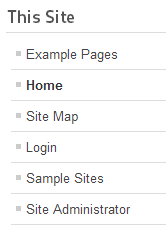 This Site
Example Pages
Home
Site Map
Login
Sample Sites
Site Administrator